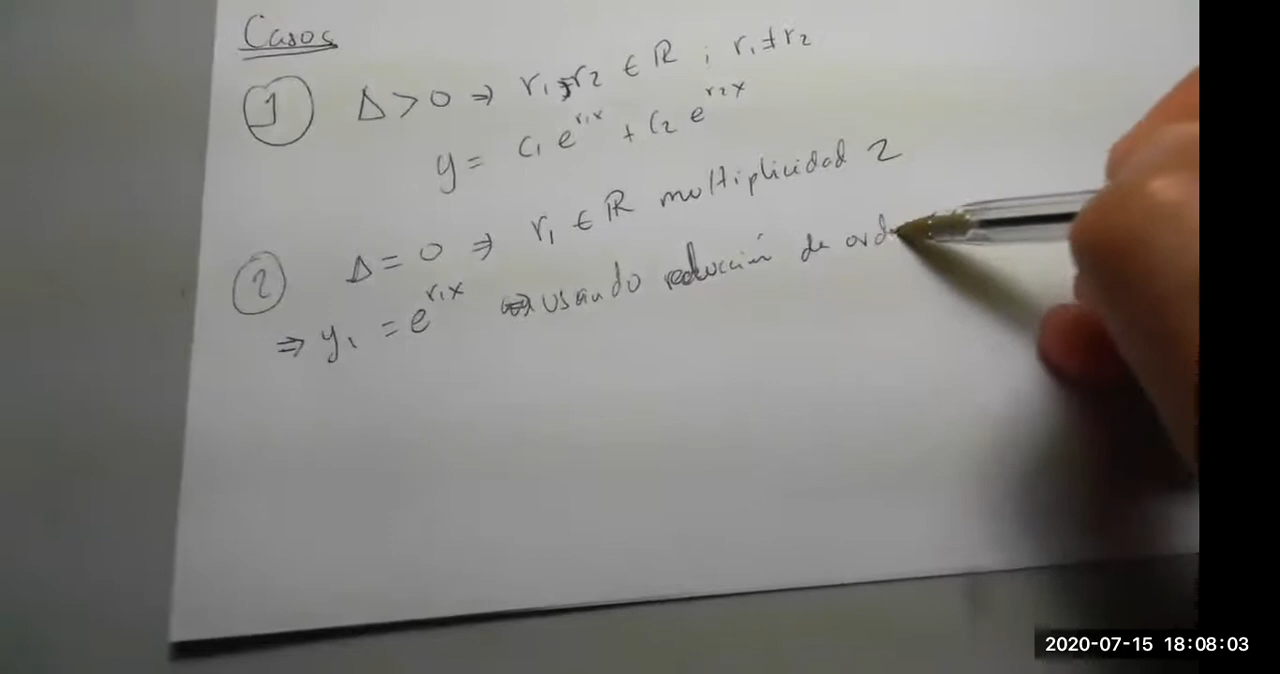 Casos
1 Δ > 0 ⇒ r₁, r₂ ∈ ℝ ; r₁ ≠ r₂
y = c₁ e^{r₁x} + c₂ e^{r₂x}
2 Δ = 0 ⇒ r₁ ∈ ℝ multiplicidad 2
⇒ y₁ = e^{r₁x} usando reducción de ord
2020-07-15 18:08:03